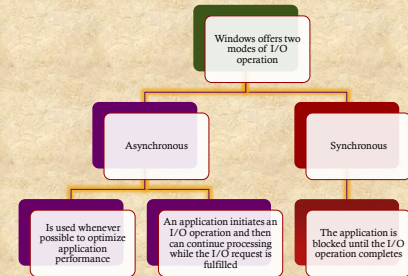 Windows offers two
modes of I/O
operation
Asynchronous
Synchronous
Is used whenever
possible to optimize
application
performance
An application initiates an
I/O operation and then
can continue processing
while the I/O request is
fulfilled
The application is
blocked until the I/O
operation completes